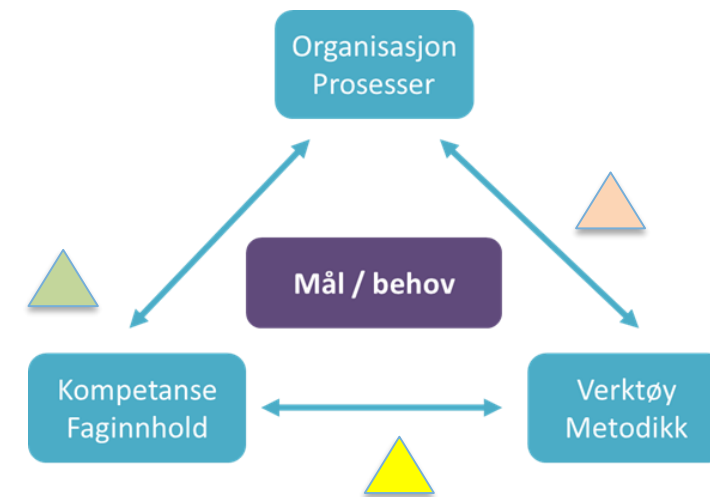 Organisasjon
Prosesser
Mål / behov
Kompetanse
Faginnhold
Verktøy
Metodikk